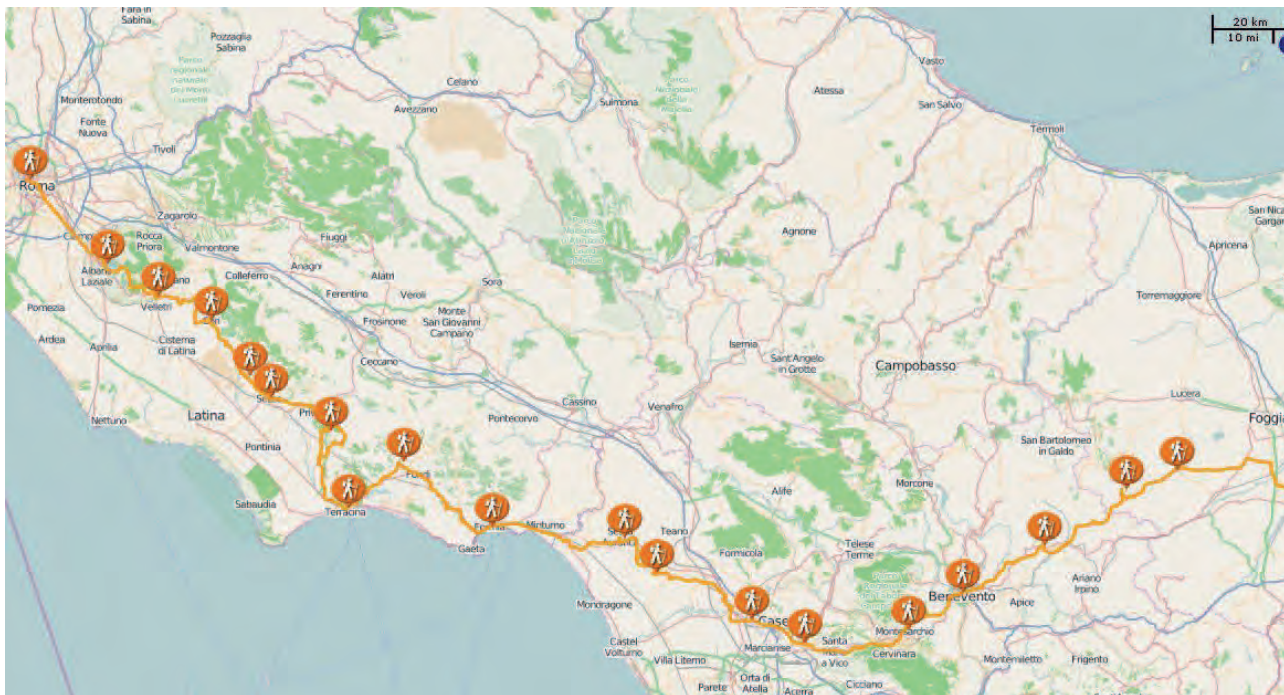 20 km
10 mi
Fara in
Sabina
Pozzaglia
Sabina
Vasto
Celano
Monterotondo
Avezzano
Sulmona
Atessa
San Salvo
Fonte
Nuova
Tivoli
Termoli
Roma
Zagarolo
San Nic
Gargar
Rocca
Priora
Valmontone
Fiuggi
Agnone
Apricena
Albano
Laziale
Colleferro
Anagni
Alatri
Sora
Velletri
Ferentino
Veroli
Torremaggiore
Pomezia
Frosinone
Monte
San Giovanni
Campano
Ardea
Aprilia
Cisterna
di Latina
Isernia
Sant'Angelo
in Grotte
Ceccano
Campobasso
Cassino
Lucera
Latina
Venafro
Nettuno
Pontecorvo
Foggia
Pontinia
San Bartolomeo
in Galdo
Fondi
Alife
Morcone
Sabaudia
Terracina
Minturno
Teano
Gaeta
Formicola
Telese
Terme
Ariano
Irpino
Mondragone
Benevento
Apice
Case
Castel
Volturno
Marcianise
Santa
a Vico
Montesarchio
Cervinara
Villa Literno
Montemiletto
Frigento
Orta di
Atella
Parete
Acerra
Cicciano